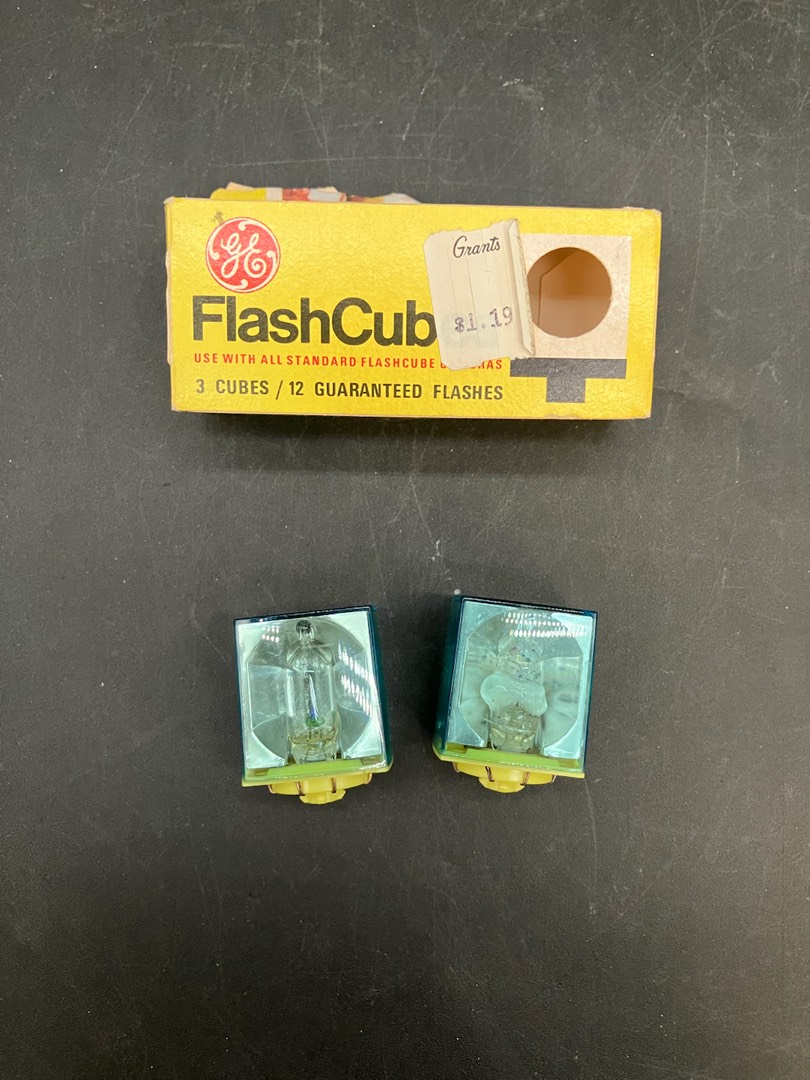 GE
Grants
$1.19
FlashCub
USE WITH ALL STANDARD FLASHCUBE
3 CUBES / 12 GUARANTEED FLASHES